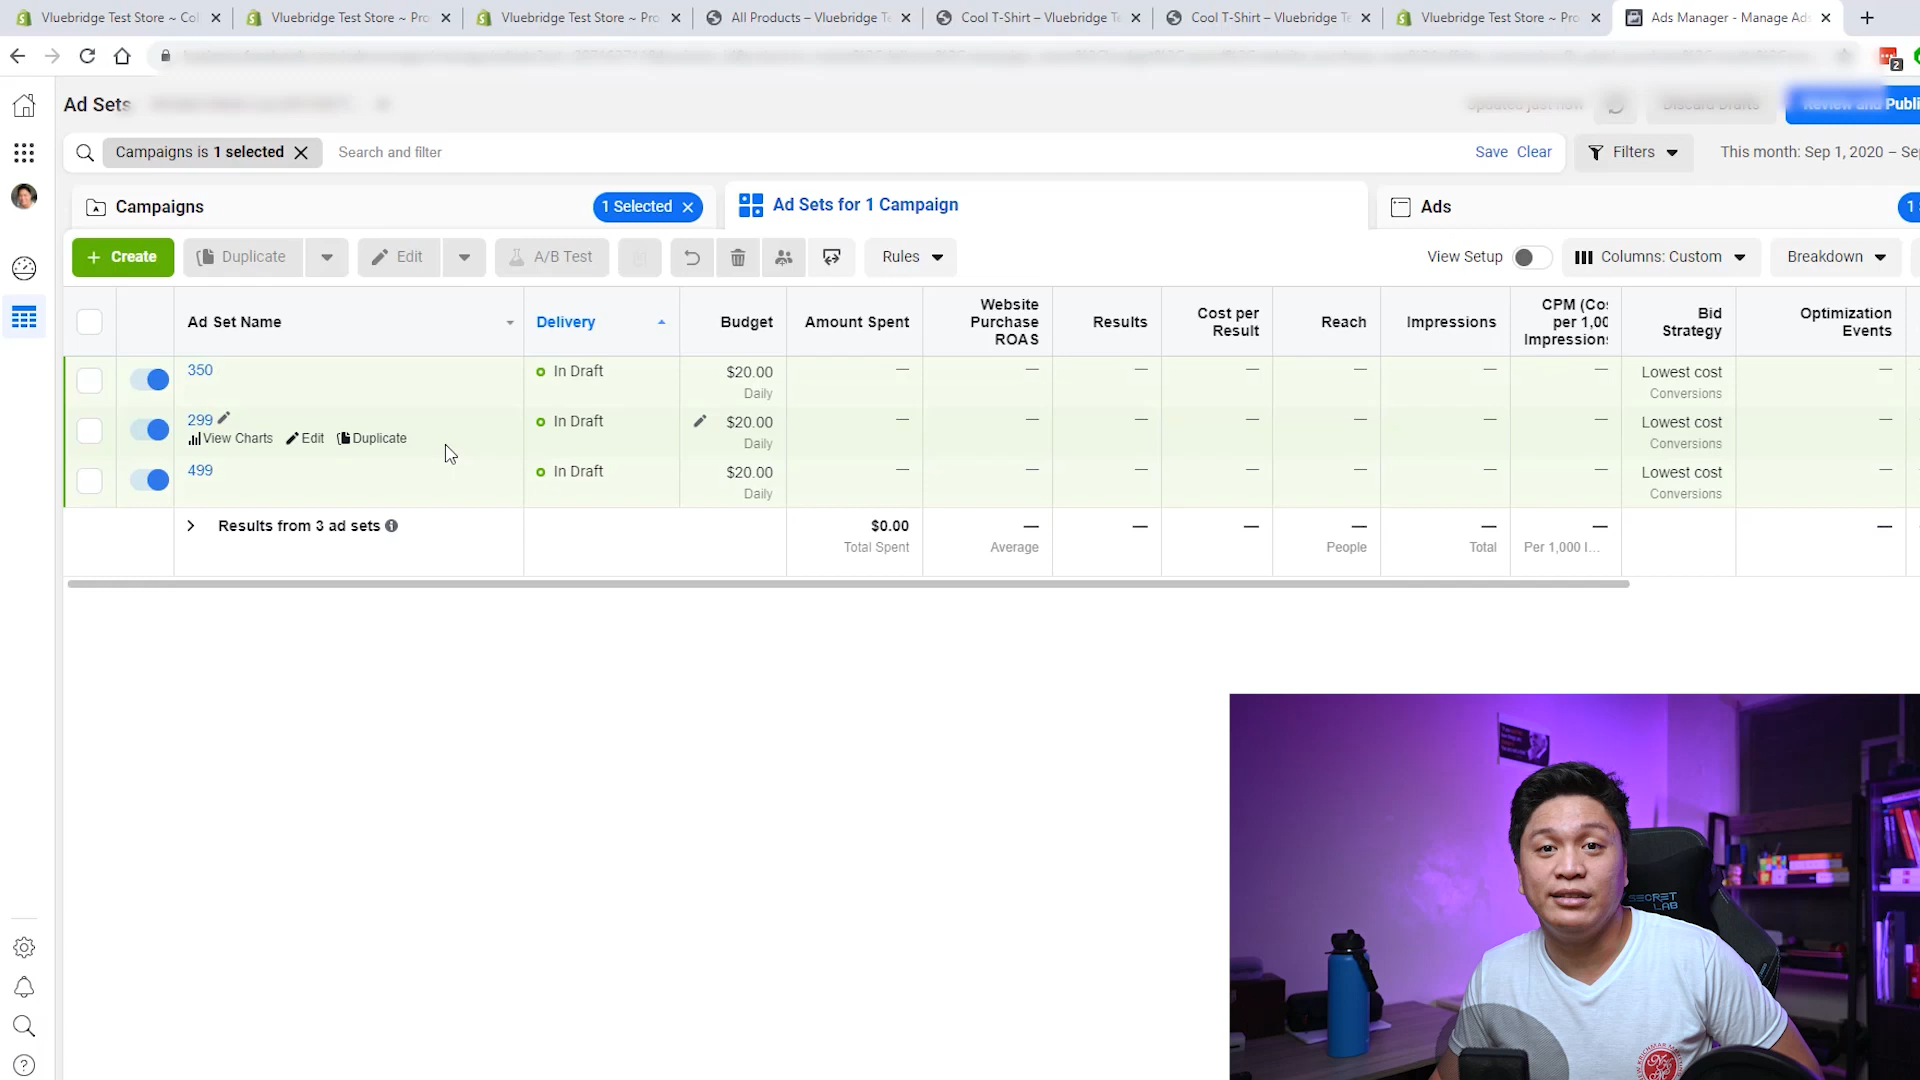 Vluebridge Test Store ~ Co
Vluebridge Test Store ~ Pro
Vluebridge Test Store ~ Pro
All Products – Vluebridge Te
Cool T-Shirt – Vluebridge Te
Cool T-Shirt – Vluebridge Te
Vluebridge Test Store ~ Pro
Ads Manager - Manage Ads
2
Ad Sets
Updated just now
Discard Drafts
Review and Publi
Campaigns is 1 selected
Search and filter
Save Clear
Filters
This month: Sep 1, 2020 – Se
Campaigns
1 Selected
Ad Sets for 1 Campaign
Ads
1
+ Create
Duplicate
Edit
A/B Test
Rules
View Setup
Columns: Custom
Breakdown
Ad Set Name
Delivery
Budget
Amount Spent
Website
Purchase
ROAS
Results
Cost per
Result
Reach
Impressions
CPM (Cos
per 1,00
Impressions
Bid
Strategy
Optimization
Events
350
In Draft
$20.00
Daily
— — — — — — —
Lowest cost
Conversions
—
299
View Charts Edit Duplicate
In Draft
$20.00
Daily
— — — — — — —
Lowest cost
Conversions
—
499
In Draft
$20.00
Daily
— — — — — — —
Lowest cost
Conversions
—
Results from 3 ad sets
$0.00
Total Spent
—
Average
—
—
—
People
—
Total
—
Per 1,000 I...
—
SECRET
LAB